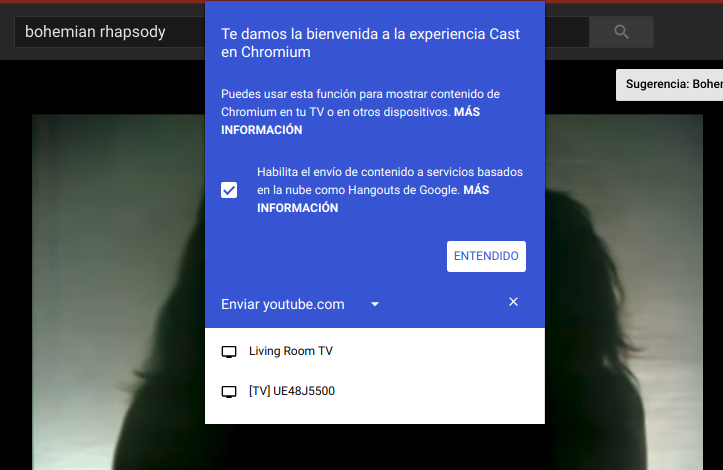 bohemian rhapsody
Te damos la bienvenida a la experiencia Cast
en Chromium
Puedes usar esta función para mostrar contenido de
Chromium en tu TV o en otros dispositivos. MÁS
INFORMACIÓN
Sugerencia: Bohem
Habilita el envío de contenido a servicios basados
en la nube como Hangouts de Google. MÁS
INFORMACIÓN
ENTENDIDO
Enviar youtube.com
Living Room TV
[TV] UE48J5500